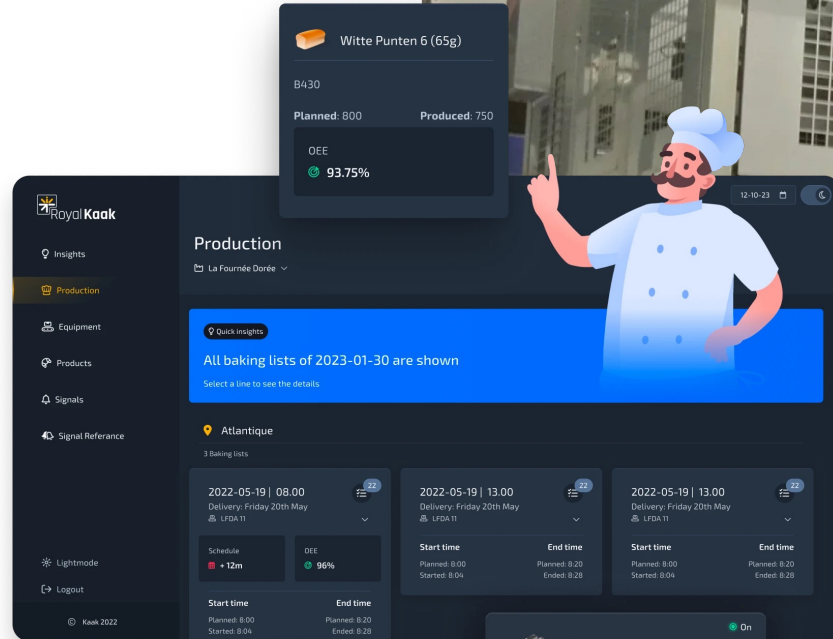 Witte Punten 6 (65g)
B430
Planned: 800 Produced: 750
OEE
93.75%
Royal Kaak
12-10-23
Insights
Production
Equipment
Products
Signals
Signal Referance
Lightmode
Logout
© Kaak 2022
Production
La Fournée Dorée
Quick insights
All baking lists of 2023-01-30 are shown
Select a line to see the details
Atlantique
3 Baking lists
2022-05-19 | 08.00 22
Delivery: Friday 20th May
LFDA 11
Schedule OEE
+ 12m 96%
Start time End time
Planned: 8:00 Planned: 8:20
Started: 8:04 Ended: 8:28
2022-05-19 | 13.00 22
Delivery: Friday 20th May
LFDA 11
Start time End time
Planned: 8:00 Planned: 8:20
Started: 8:04 Ended: 8:28
2022-05-19 | 13.00 22
Delivery: Friday 20th May
LFDA 11
Start time End time
Planned: 8:00 Planned: 8:20
Started: 8:04 Ended: 8:28
On